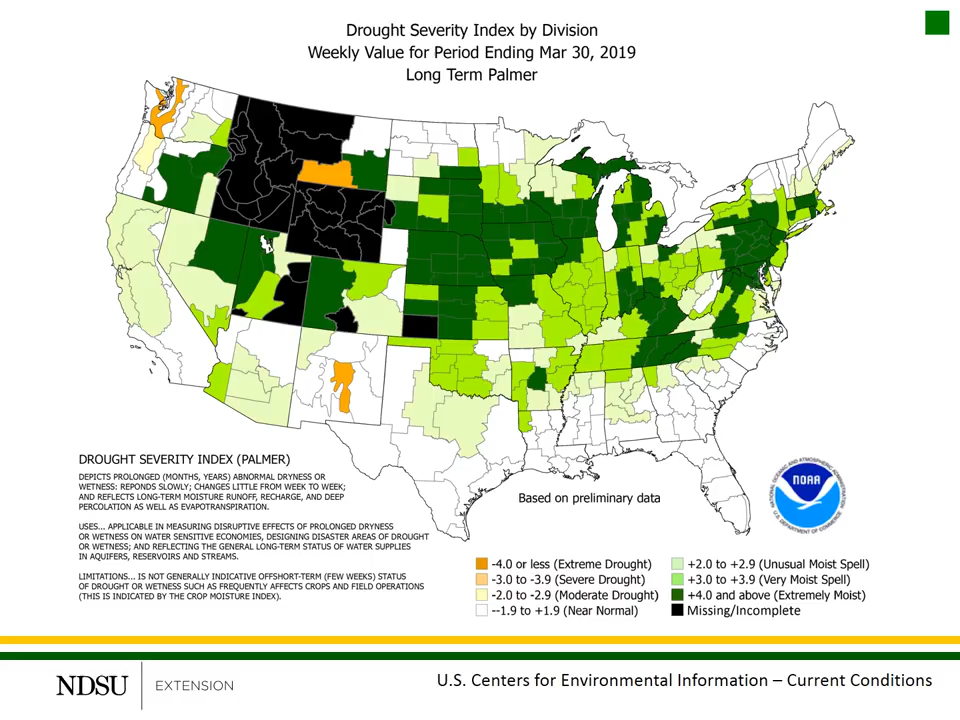 Drought Severity Index by Division
Weekly Value for Period Ending Mar 30, 2019
Long Term Palmer
DROUGHT SEVERITY INDEX (PALMER)
DEPICTS PROLONGED (MONTHS, YEARS) ABNORMAL DRYNESS OR
WETNESS: REPONDS SLOWLY; CHANGES LITTLE FROM WEEK TO WEEK;
AND REFLECTS LONG-TERM MOISTURE RUNOFF, RECHARGE, AND DEEP
PERCOLATION AS WELL AS EVAPOTRANSPIRATION.
USES... APPLICABLE IN MEASURING DISRUPTIVE EFFECTS OF PROLONGED DRYNESS
OR WETNESS ON WATER SENSITIVE ECONOMIES, DESIGNING DISASTER AREAS OF DROUGHT
OR WETNESS; AND REFLECTING THE GENERAL LONG-TERM STATUS OF WATER SUPPLIES
IN AQUIFERS, RESERVOIRS AND STREAMS.
LIMITATIONS... IS NOT GENERALLY INDICATIVE OFFSHORT-TERM (FEW WEEKS) STATUS
OF DROUGHT OR WETNESS SUCH AS FREQUENTLY AFFECTS CROPS AND FIELD OPERATIONS
(THIS IS INDICATED BY THE CROP MOISTURE INDEX).
Based on preliminary data
NATIONAL OCEANIC AND ATMOSPHERIC ADMINISTRATION
NOAA
U.S. DEPARTMENT OF COMMERCE
-4.0 or less (Extreme Drought)
-3.0 to -3.9 (Severe Drought)
-2.0 to -2.9 (Moderate Drought)
--1.9 to +1.9 (Near Normal)
+2.0 to +2.9 (Unusual Moist Spell)
+3.0 to +3.9 (Very Moist Spell)
+4.0 and above (Extremely Moist)
Missing/Incomplete
NDSU
EXTENSION
U.S. Centers for Environmental Information – Current Conditions